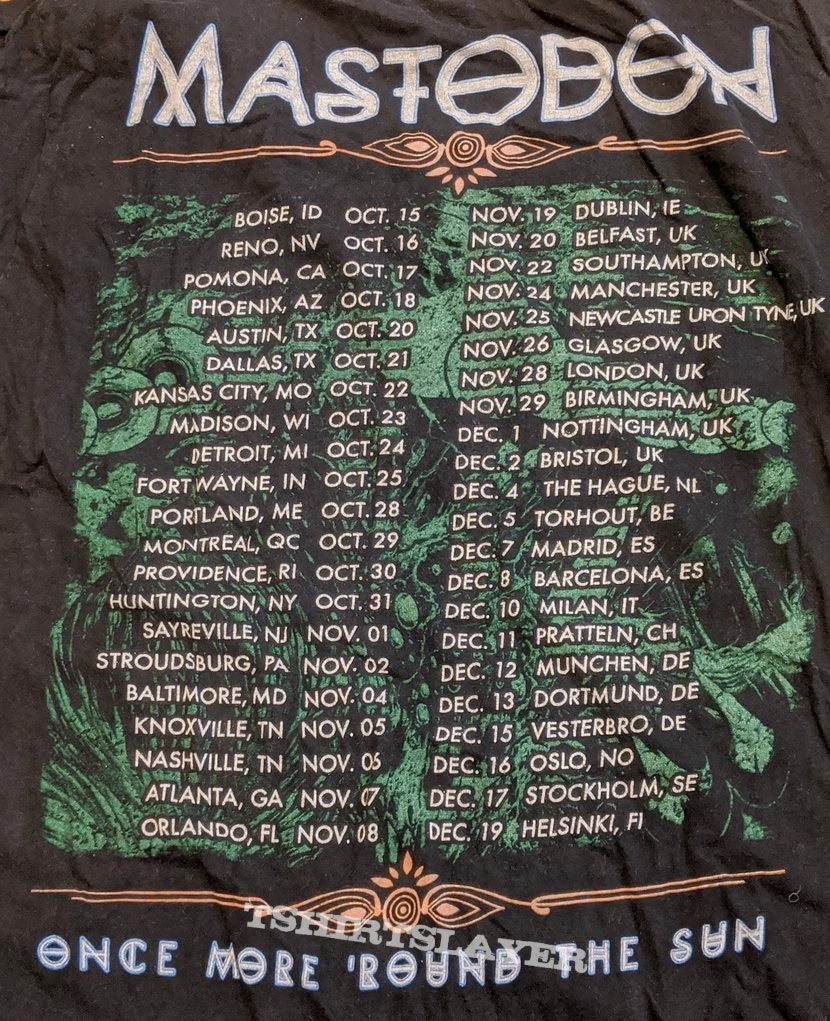 MASTODON
BOISE, ID OCT. 15
RENO, NV OCT. 16
POMONA, CA OCT. 17
PHOENIX, AZ OCT. 18
AUSTIN, TX OCT. 20
DALLAS, TX OCT. 21
KANSAS CITY, MO OCT. 22
MADISON, WI OCT. 23
DETROIT, MI OCT. 24
FORT WAYNE, IN OCT. 25
PORTLAND, ME OCT. 28
MONTREAL, QC OCT. 29
PROVIDENCE, RI OCT. 30
HUNTINGTON, NY OCT. 31
SAYREVILLE, NJ NOV. 01
STROUDSBURG, PA NOV. 02
BALTIMORE, MD NOV. 04
KNOXVILLE, TN NOV. 05
NASHVILLE, TN NOV. 06
ATLANTA, GA NOV. 07
ORLANDO, FL NOV. 08
NOV. 19 DUBLIN, IE
NOV. 20 BELFAST, UK
NOV. 22 SOUTHAMPTON, UK
NOV. 24 MANCHESTER, UK
NOV. 25 NEWCASTLE UPON TYNE, UK
NOV. 26 GLASGOW, UK
NOV. 28 LONDON, UK
NOV. 29 BIRMINGHAM, UK
DEC. 1 NOTTINGHAM, UK
DEC. 2 BRISTOL, UK
DEC. 4 THE HAGUE, NL
DEC. 5 TORHOUT, BE
DEC. 7 MADRID, ES
DEC. 8 BARCELONA, ES
DEC. 10 MILAN, IT
DEC. 11 PRATTELN, CH
DEC. 12 MUNCHEN, DE
DEC. 13 DORTMUND, DE
DEC. 15 VESTERBRO, DE
DEC. 16 OSLO, NO
DEC. 17 STOCKHOLM, SE
DEC. 19 HELSINKI, FI
TSHIRTSLAYER
ONCE MORE 'ROUND THE SUN